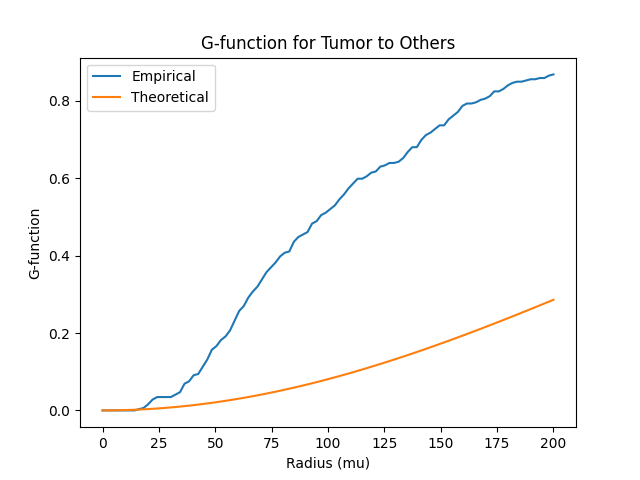 G-function for Tumor to Others
Empirical
Theoretical
0.8
0.6
0.4
0.2
0.0
G-function
0 25 50 75 100 125 150 175 200
Radius (mu)